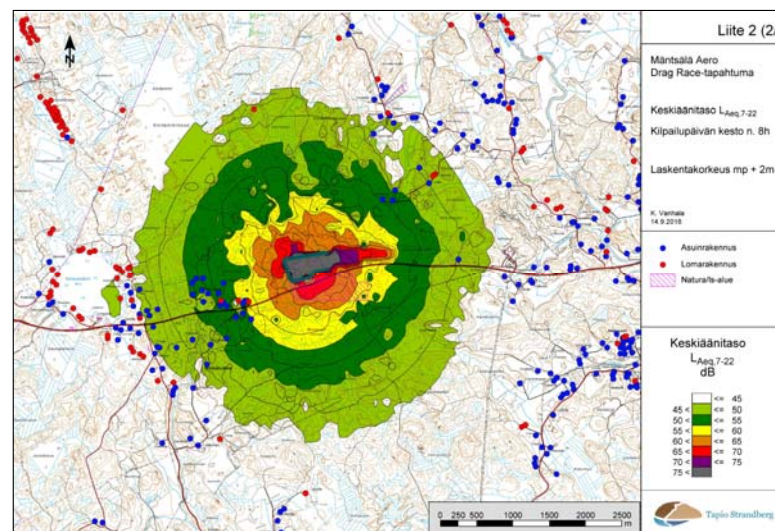 Liite 2 (2/
Mäntsälä Aero
Drag Race-tapahtuma
Keskiäänitaso LAeq,7-22
Kilpailupäivän kesto n. 8h
Laskentakorkeus mp + 2m
K. Vanhala
14.9.2016
Asuinrakennus
Lomarakennus
Natura/ls-alue
Keskiäänitaso
LAeq,7-22
dB
<= 45
45 < <= 50
50 < <= 55
55 < <= 60
60 < <= 65
65 < <= 70
70 < <= 75
75 <
N
0 250 500 1000 1500 2000 2500
m
Tapio Strandberg